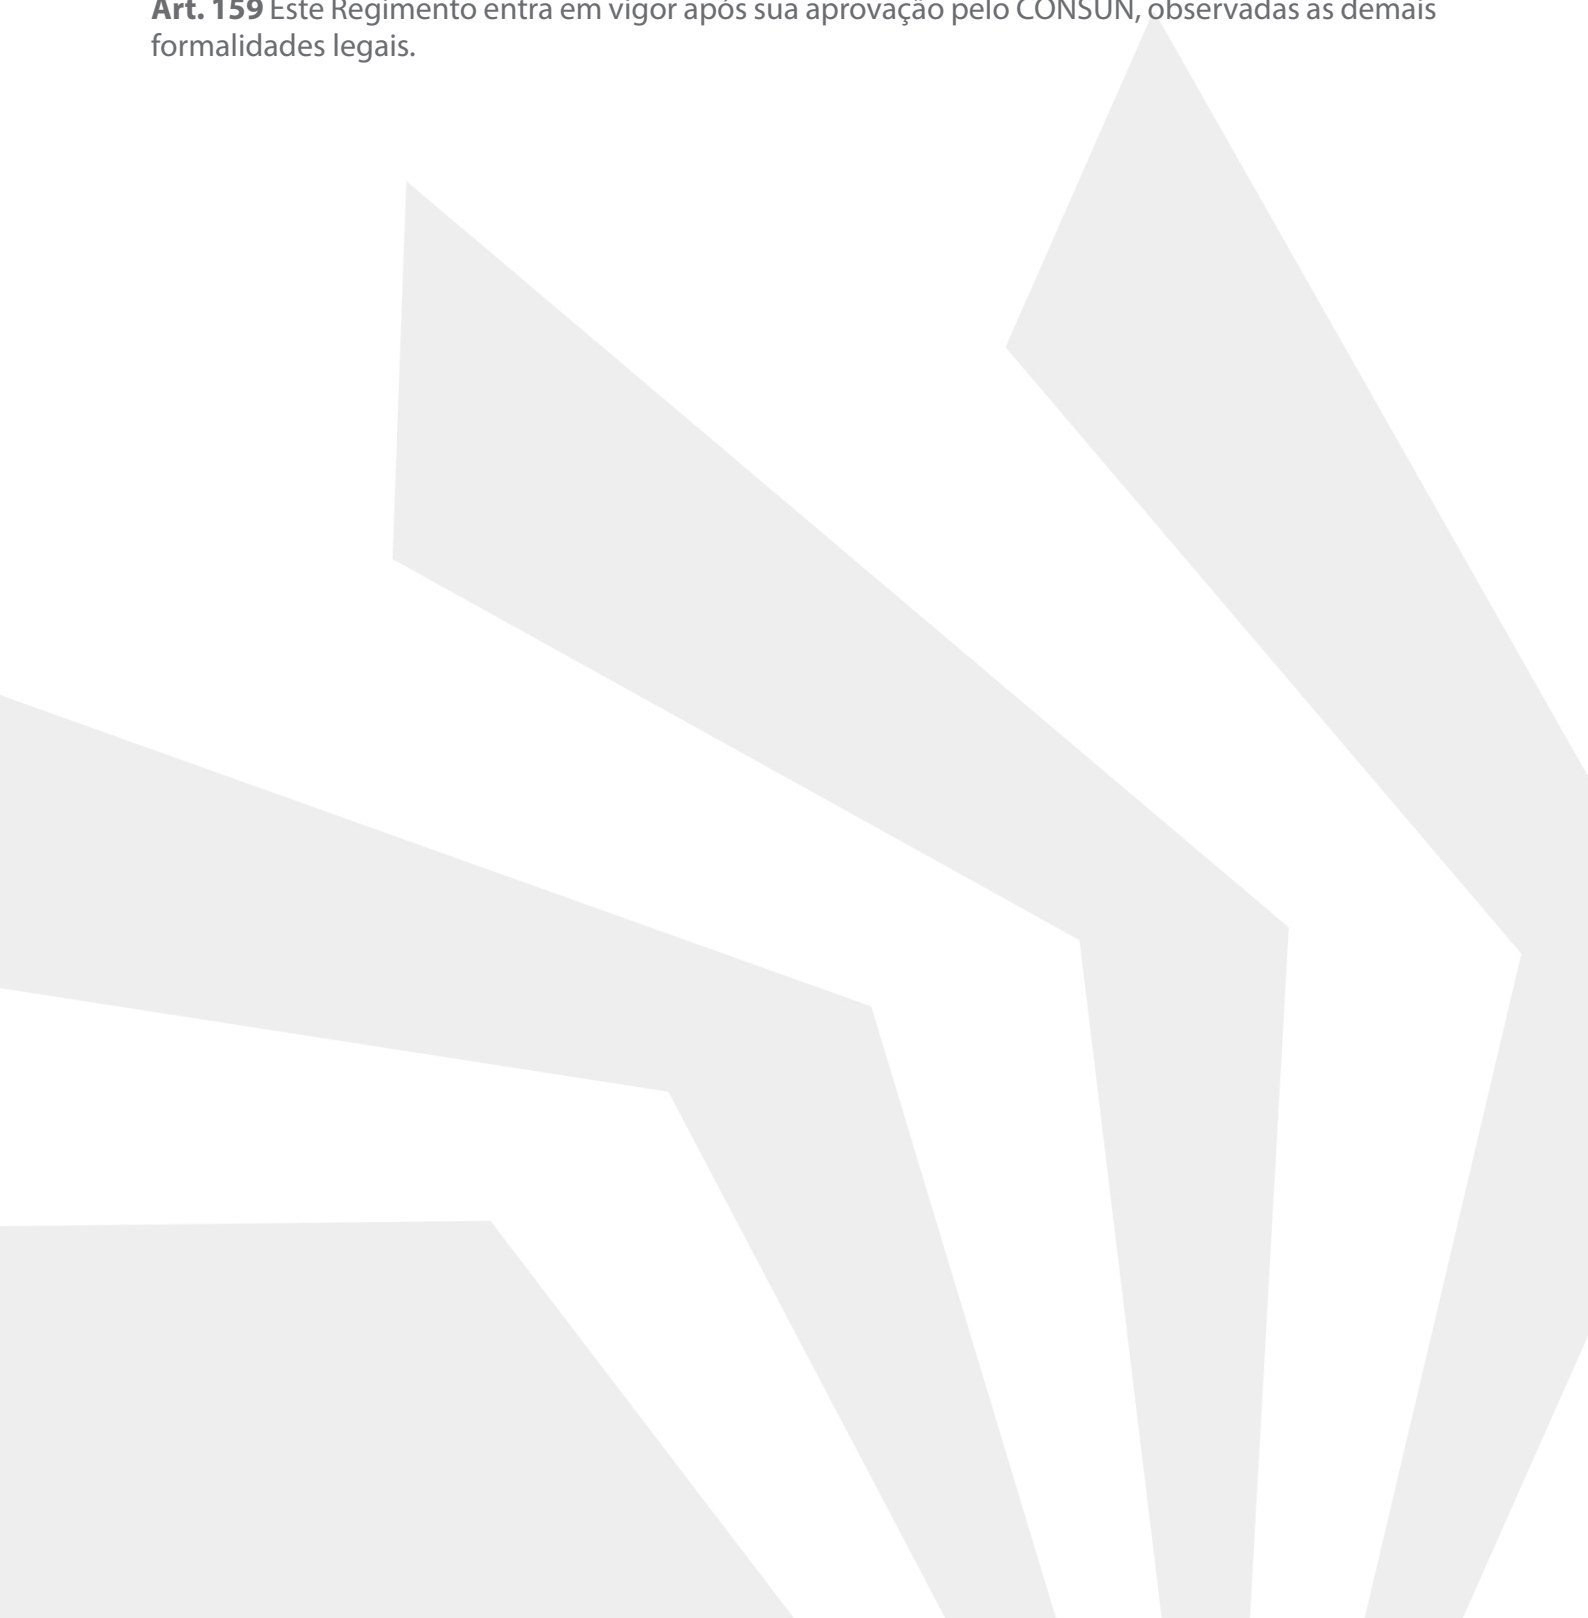 Art. 159 Este Regimento entra em vigor após sua aprovação pelo CONSUN, observadas as demais
formalidades legais.